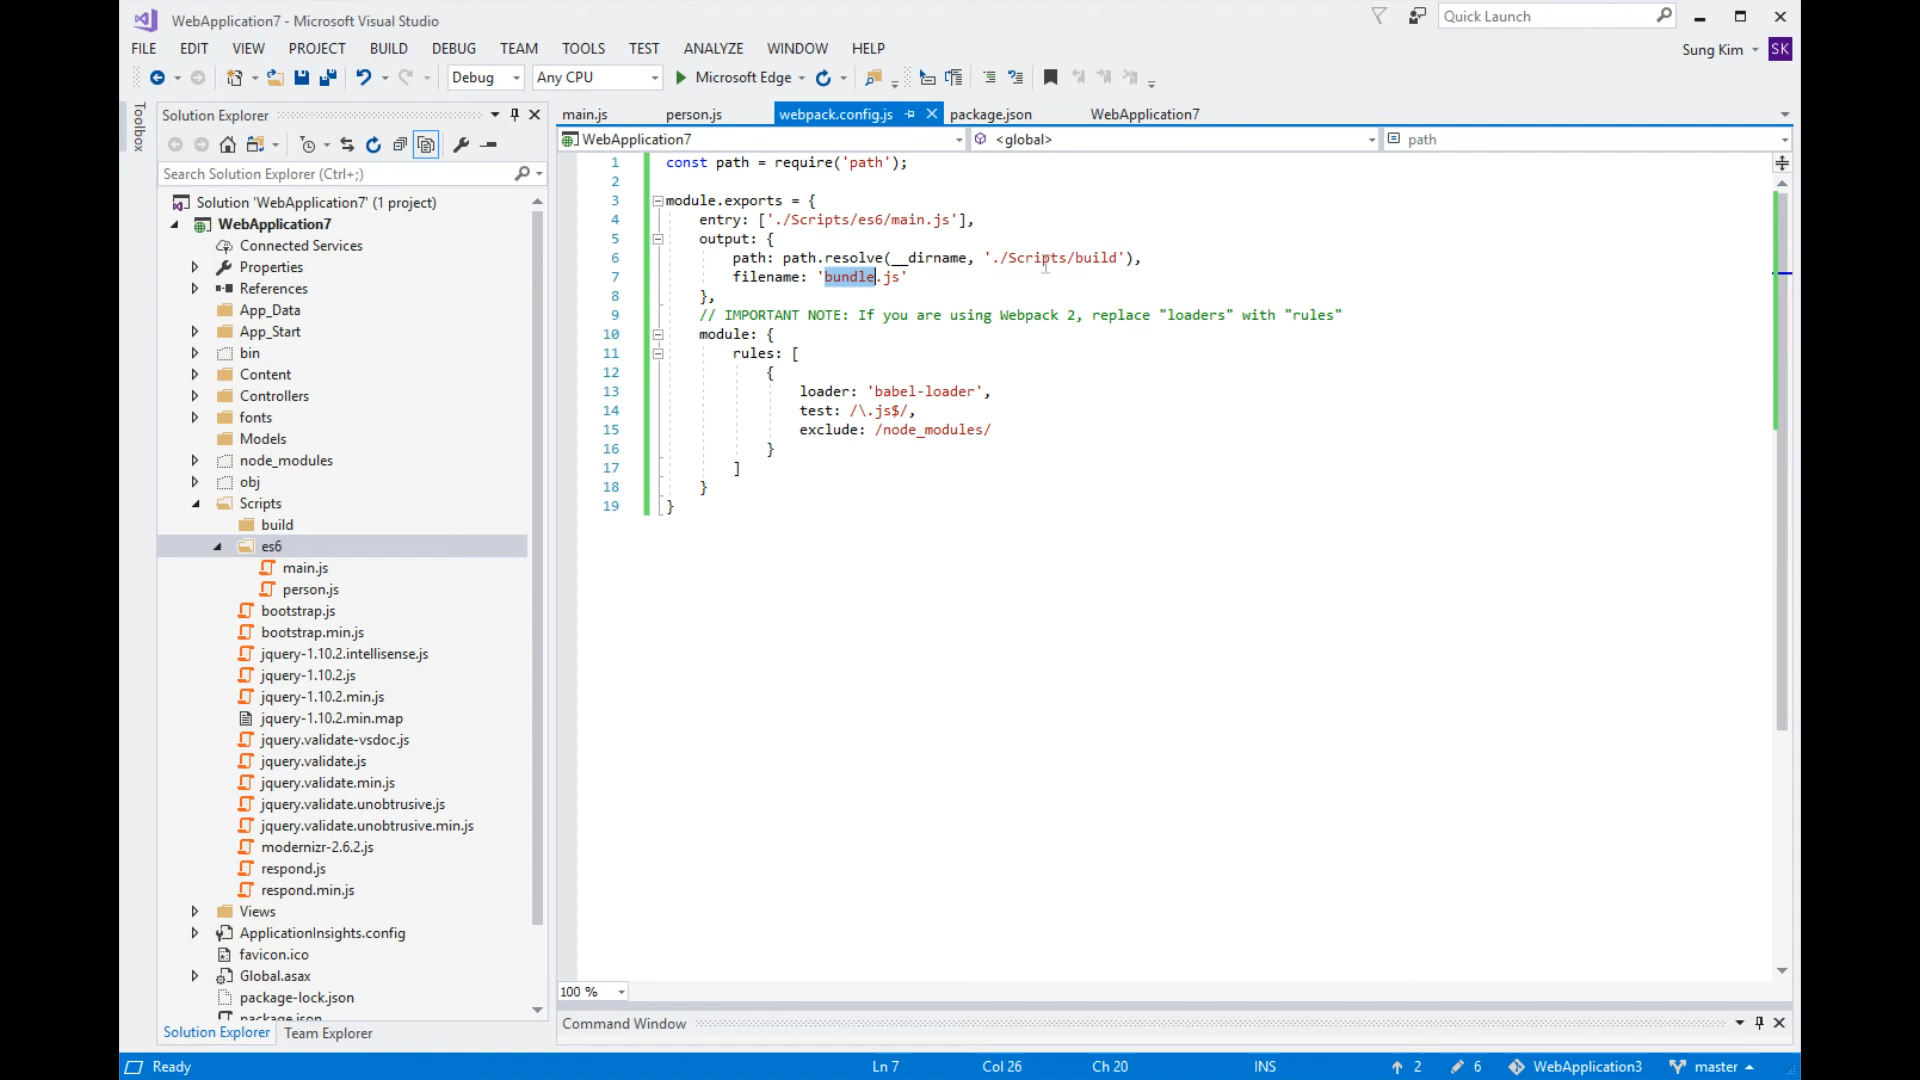 WebApplication7 - Microsoft Visual Studio
Quick Launch
FILE EDIT VIEW PROJECT BUILD DEBUG TEAM TOOLS TEST ANALYZE WINDOW HELP
Sung Kim SK
Debug Any CPU Microsoft Edge
Toolbox
Solution Explorer
Search Solution Explorer (Ctrl+;)
Solution 'WebApplication7' (1 project)
WebApplication7
Connected Services
Properties
References
App_Data
App_Start
bin
Content
Controllers
fonts
Models
node_modules
obj
Scripts
build
es6
main.js
person.js
bootstrap.js
bootstrap.min.js
jquery-1.10.2.intellisense.js
jquery-1.10.2.js
jquery-1.10.2.min.js
jquery-1.10.2.min.map
jquery.validate-vsdoc.js
jquery.validate.js
jquery.validate.min.js
jquery.validate.unobtrusive.js
jquery.validate.unobtrusive.min.js
modernizr-2.6.2.js
respond.js
respond.min.js
Views
ApplicationInsights.config
favicon.ico
Global.asax
package-lock.json
package.json
Solution Explorer Team Explorer
main.js person.js webpack.config.js package.json WebApplication7
WebApplication7 <global> path
1 const path = require('path');
2
3 module.exports = {
4 entry: ['./Scripts/es6/main.js'],
5 output: {
6 path: path.resolve(__dirname, './Scripts/build'),
7 filename: 'bundle.js'
8 },
9 // IMPORTANT NOTE: If you are using Webpack 2, replace "loaders" with "rules"
10 module: {
11 rules: [
12 {
13 loader: 'babel-loader',
14 test: /\.js$/,
15 exclude: /node_modules/
16 }
17 ]
18 }
19 }
100 %
Command Window
Ready Ln 7 Col 26 Ch 20 INS 2 6 WebApplication3 master